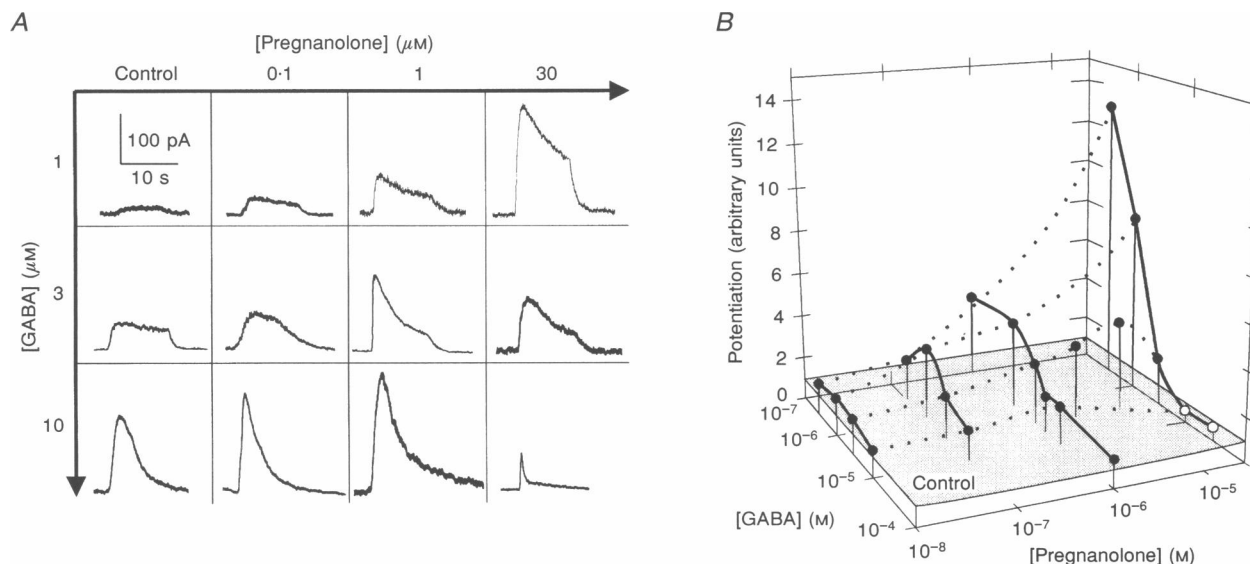 A
[Pregnanolone] (μM)
Control 0·1 1 30
100 pA
10 s
1
3
10
[GABA] (μM)
B
Potentiation (arbitrary units)
14
12
10
8
6
4
2
0
10⁻⁷
10⁻⁶
10⁻⁵
10⁻⁴
[GABA] (M)
Control
10⁻⁸
10⁻⁷
10⁻⁶
10⁻⁵
[Pregnanolone] (M)